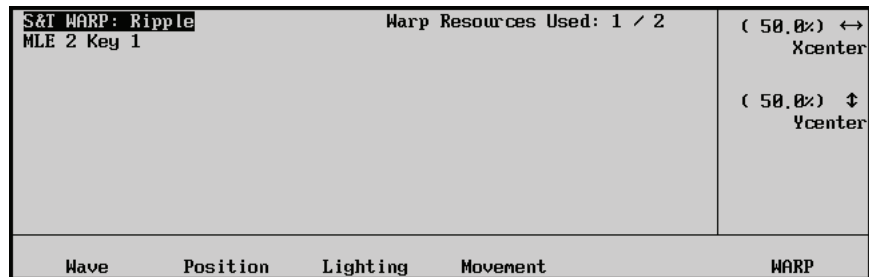 S&T WARP: Ripple Warp Resources Used: 1 / 2
MLE 2 Key 1
( 50.0%) ↔
Xcenter
( 50.0%) ↕
Ycenter
Wave Position Lighting Movement WARP